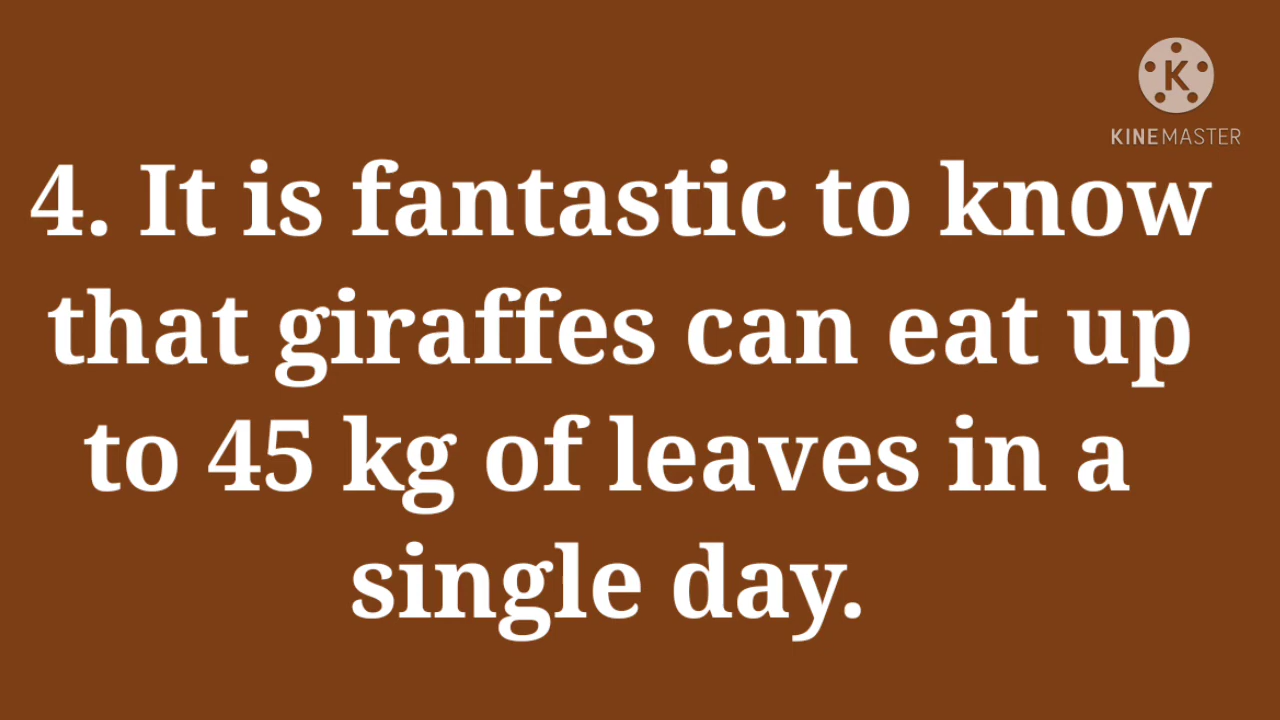 K
KINEMASTER
4. It is fantastic to know
that giraffes can eat up
to 45 kg of leaves in a
single day.